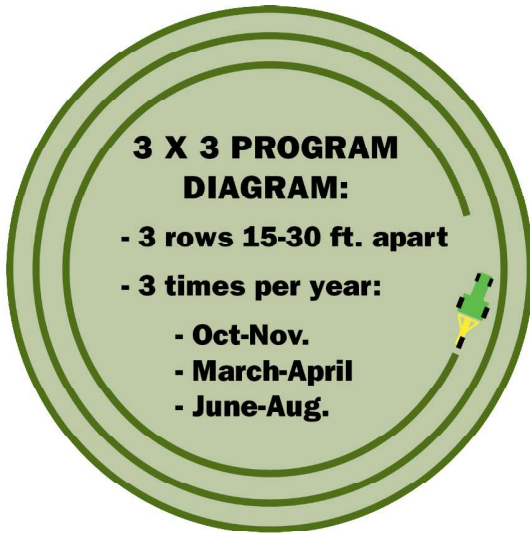 3 X 3 PROGRAM
DIAGRAM:
- 3 rows 15-30 ft. apart
- 3 times per year:
- Oct-Nov.
- March-April
- June-Aug.